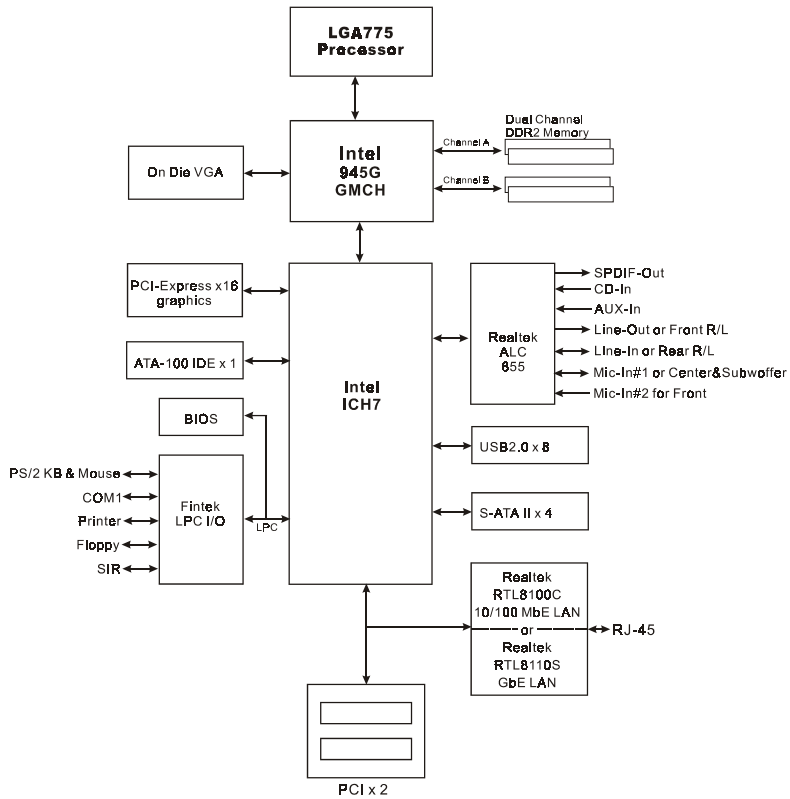 LGA775
Processor
Intel
945G
GMCH
Channel A
Channel B
Dual Channel
DDR2 Memory
On Die VGA
PCI-Express x16
graphics
ATA-100 IDE x 1
BIOS
Intel
ICH7
Realtek
ALC
655
SPDIF-Out
CD-In
AUX-In
Line-Out or Front R/L
Line-In or Rear R/L
Mic-In#1 or Center&Subwoffer
Mic-In#2 for Front
USB2.0 x 8
S-ATA II x 4
PS/2 KB & Mouse
COM1
Printer
Floppy
SIR
Fintek
LPC I/O
LPC
Realtek
RTL8100C
10/100 MbE LAN
or
Realtek
RTL8110S
GbE LAN
RJ-45
PCI x 2